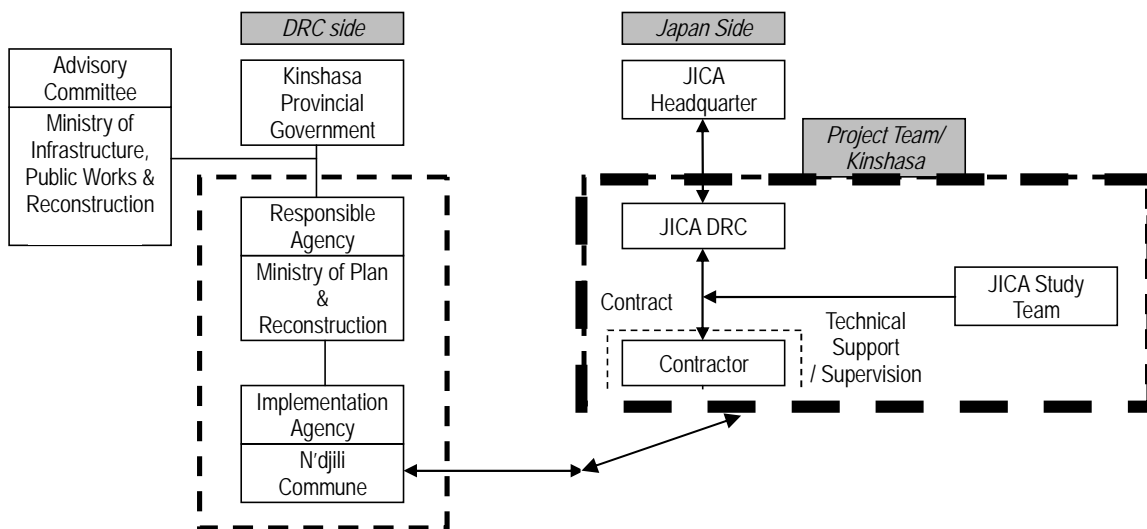 DRC side
Japan Side
Advisory
Committee
Ministry of
Infrastructure,
Public Works &
Reconstruction
Kinshasa
Provincial
Government
JICA
Headquarter
Project Team/
Kinshasa
Responsible
Agency
Ministry of Plan
&
Reconstruction
JICA DRC
JICA Study
Team
Contract
Technical
Support
/ Supervision
Contractor
Implementation
Agency
N'djili
Commune